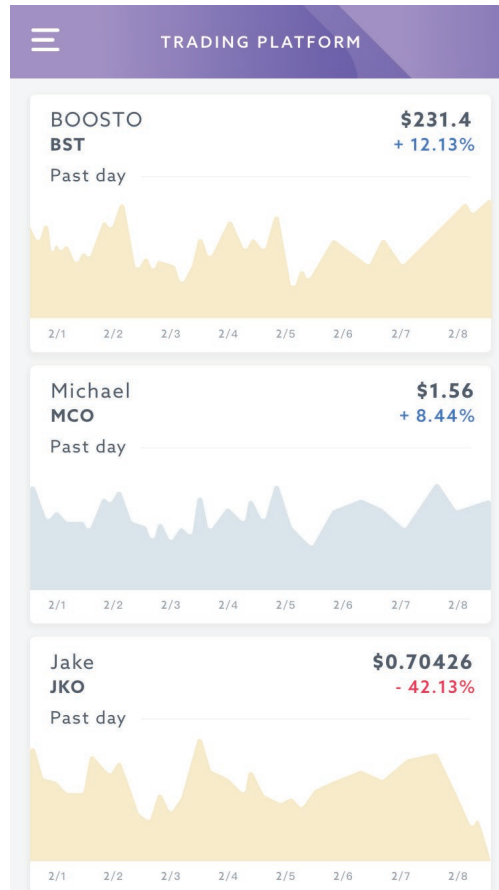 TRADING PLATFORM
BOOSTO $231.4
BST + 12.13%
Past day
2/1 2/2 2/3 2/4 2/5 2/6 2/7 2/8
Michael $1.56
MCO + 8.44%
Past day
2/1 2/2 2/3 2/4 2/5 2/6 2/7 2/8
Jake $0.70426
JKO - 42.13%
Past day
2/1 2/2 2/3 2/4 2/5 2/6 2/7 2/8